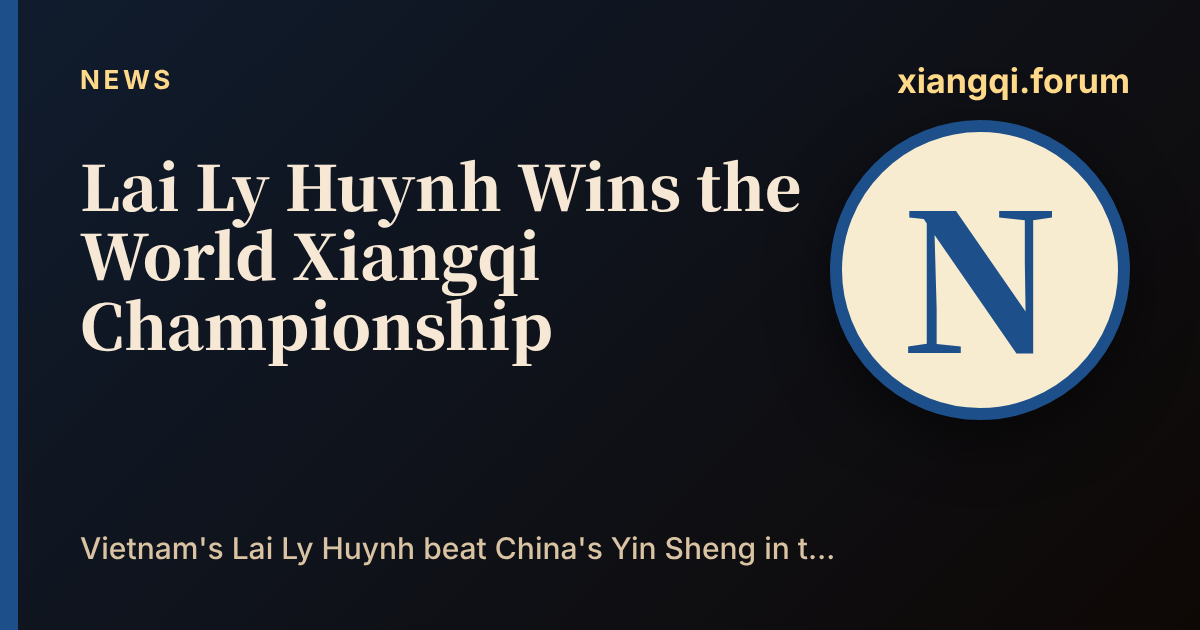 NEWS
xiangqi.forum
Lai Ly Huynh Wins the
World Xiangqi
Championship
N
Vietnam's Lai Ly Huynh beat China's Yin Sheng in t...